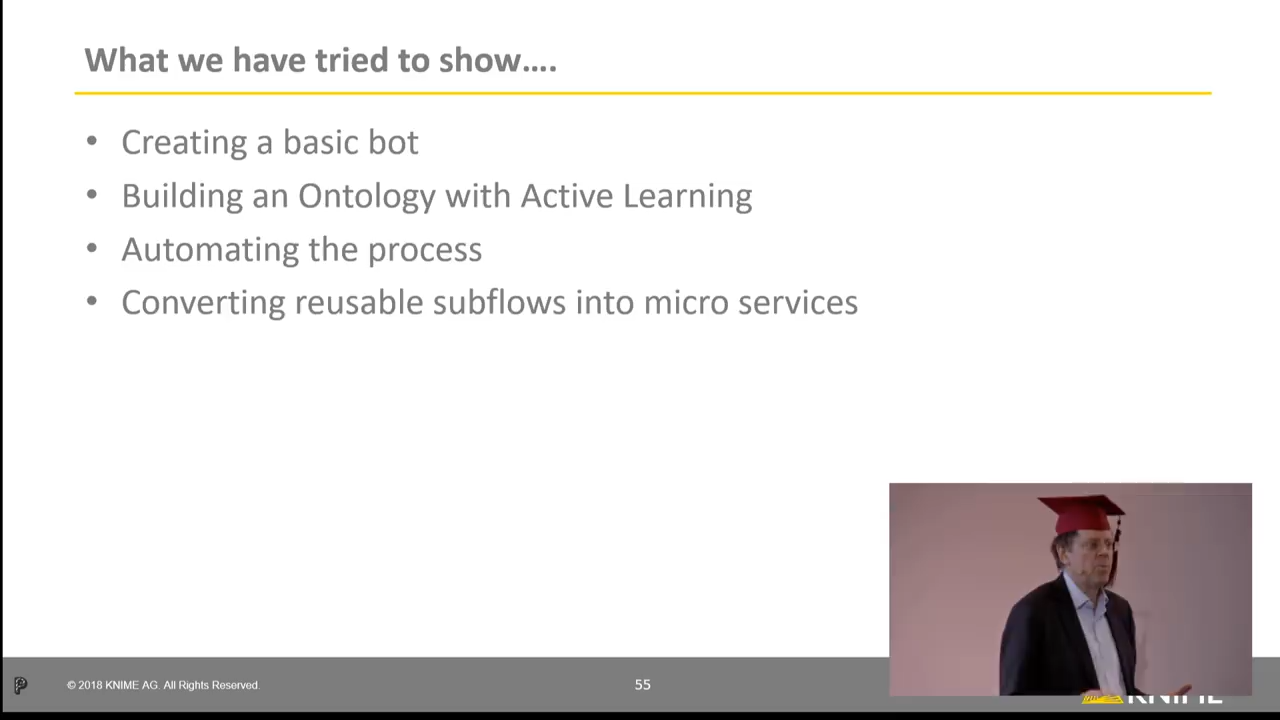 What we have tried to show....
• Creating a basic bot
• Building an Ontology with Active Learning
• Automating the process
• Converting reusable subflows into micro services
© 2018 KNIME AG. All Rights Reserved.
55
KNIME